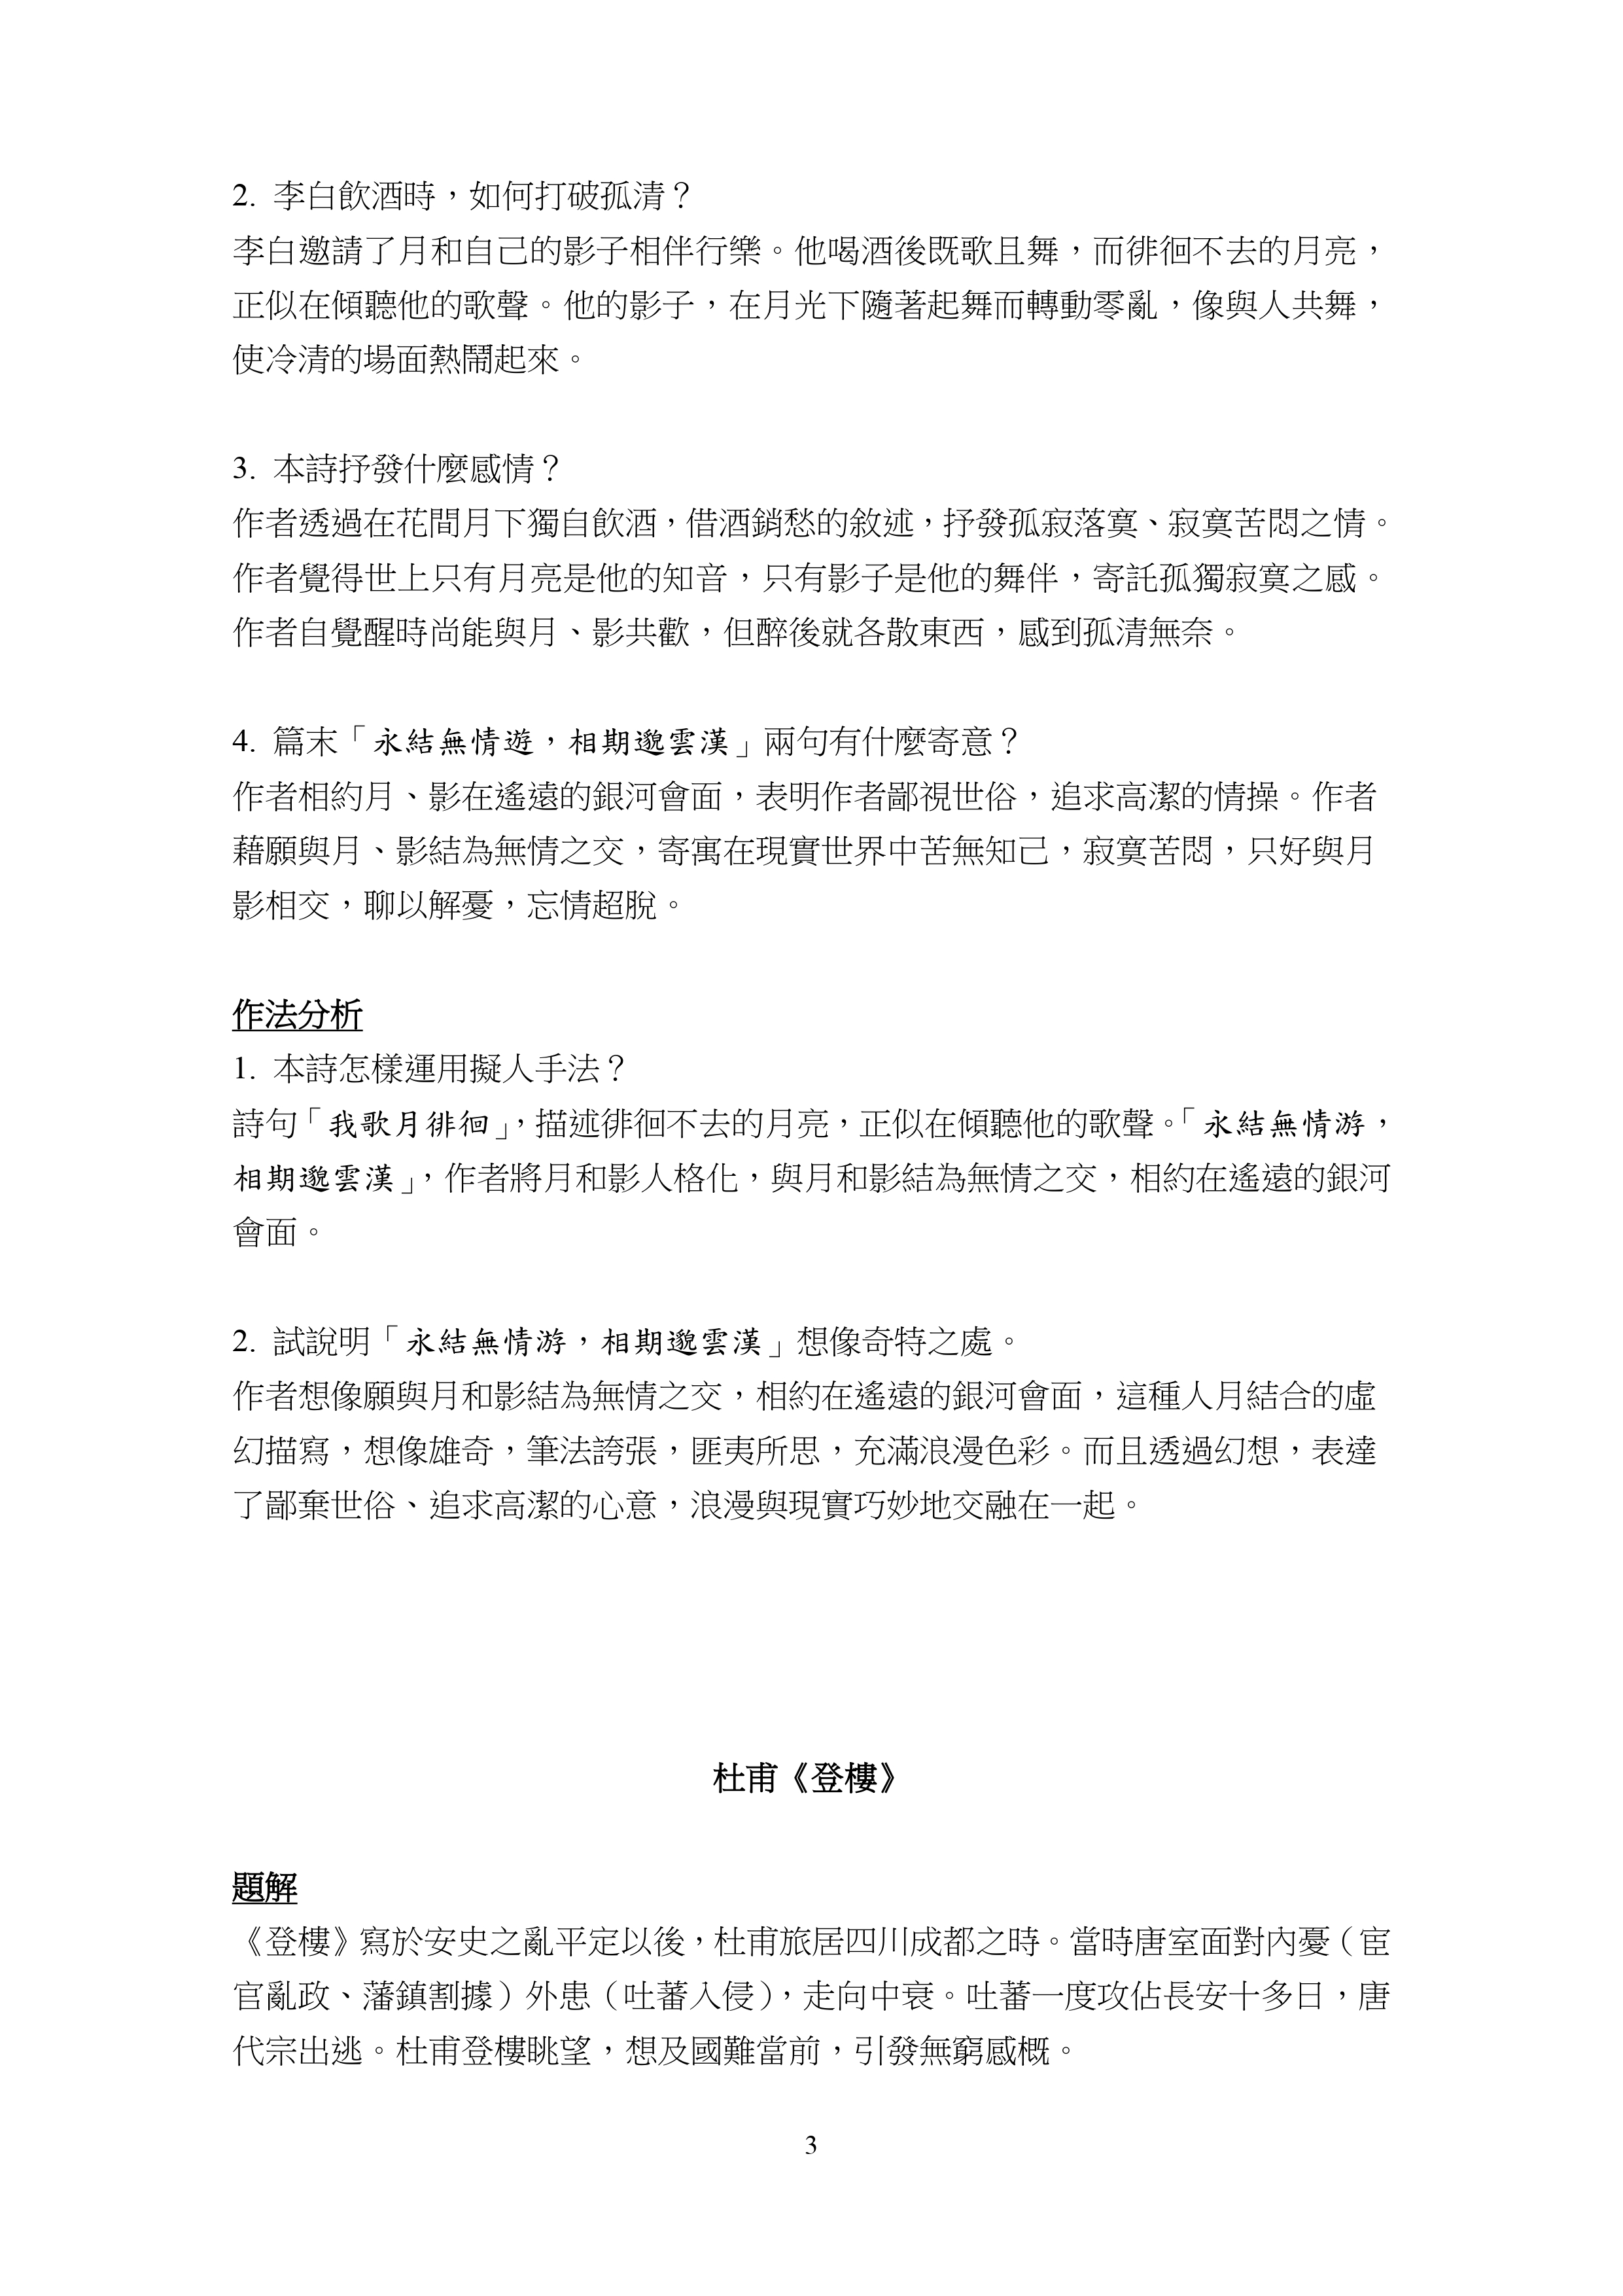 2. 李白飲酒時，如何打破孤清？
李白邀請了月和自己的影子相伴行樂。他喝酒後既歌且舞，而徘徊不去的月亮，
正似在傾聽他的歌聲。他的影子，在月光下隨著起舞而轉動零亂，像與人共舞，
使冷清的場面熱鬧起來。
3. 本詩抒發什麼感情？
作者透過在花間月下獨自飲酒，借酒銷愁的敘述，抒發孤寂落寞、寂寞苦悶之情。
作者覺得世上只有月亮是他的知音，只有影子是他的舞伴，寄託孤獨寂寞之感。
作者自覺醒時尚能與月、影共歡，但醉後就各散東西，感到孤清無奈。
4. 篇末「永結無情遊，相期邈雲漢」兩句有什麼寄意？
作者相約月、影在遙遠的銀河會面，表明作者鄙視世俗，追求高潔的情操。作者
藉願與月、影結為無情之交，寄寓在現實世界中苦無知己，寂寞苦悶，只好與月
影相交，聊以解憂，忘情超脫。
作法分析
1. 本詩怎樣運用擬人手法？
詩句「我歌月徘徊」，描述徘徊不去的月亮，正似在傾聽他的歌聲。「永結無情游，
相期邈雲漢」，作者將月和影人格化，與月和影結為無情之交，相約在遙遠的銀河
會面。
2. 試說明「永結無情游，相期邈雲漢」想像奇特之處。
作者想像願與月和影結為無情之交，相約在遙遠的銀河會面，這種人月結合的虛
幻描寫，想像雄奇，筆法誇張，匪夷所思，充滿浪漫色彩。而且透過幻想，表達
了鄙棄世俗、追求高潔的心意，浪漫與現實巧妙地交融在一起。
杜甫《登樓》
題解
《登樓》寫於安史之亂平定以後，杜甫旅居四川成都之時。當時唐室面對內憂（宦
官亂政、藩鎮割據）外患（吐蕃入侵），走向中衰。吐蕃一度攻佔長安十多日，唐
代宗出逃。杜甫登樓眺望，想及國難當前，引發無窮感概。
3